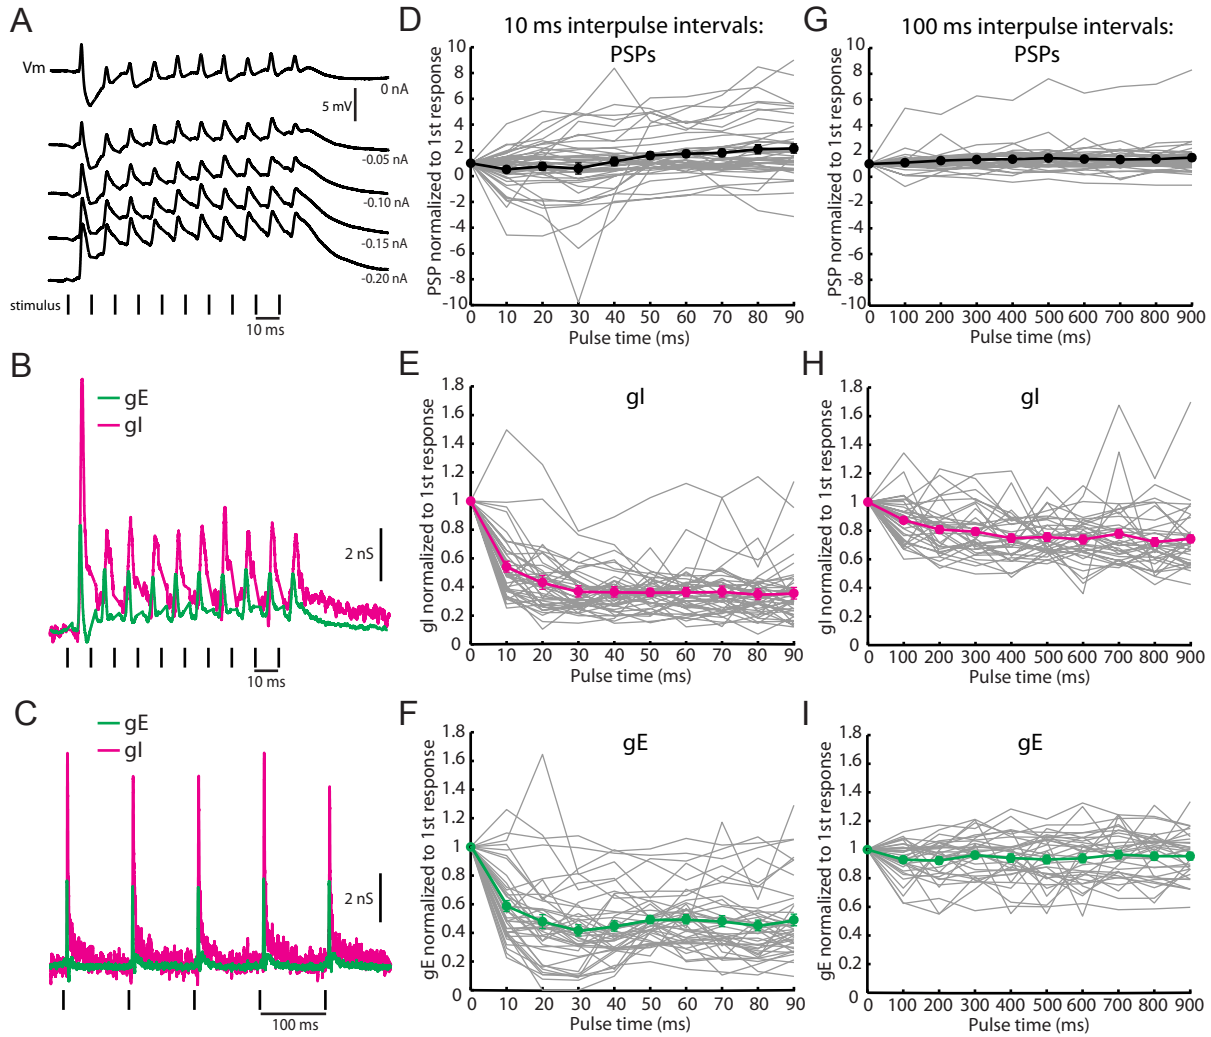 A
Vm
0 nA
5 mV
-0.05 nA
-0.10 nA
-0.15 nA
-0.20 nA
stimulus
10 ms
B
gE
gI
2 nS
10 ms
C
gE
gI
2 nS
100 ms
D
10 ms interpulse intervals:
PSPs
PSP normalized to 1st response
10
8
6
4
2
0
-2
-4
-6
-8
-10
0 10 20 30 40 50 60 70 80 90
Pulse time (ms)
E
gI
gI normalized to 1st response
1.8
1.6
1.4
1.2
1
0.8
0.6
0.4
0.2
0
0 10 20 30 40 50 60 70 80 90
Pulse time (ms)
F
gE
gE normalized to 1st response
1.8
1.6
1.4
1.2
1
0.8
0.6
0.4
0.2
0
0 10 20 30 40 50 60 70 80 90
Pulse time (ms)
G
100 ms interpulse intervals:
PSPs
PSP normalized to 1st response
10
8
6
4
2
0
-2
-4
-6
-8
-10
0 100 200 300 400 500 600 700 800 900
Pulse time (ms)
H
gI
gI normalized to 1st response
1.8
1.6
1.4
1.2
1
0.8
0.6
0.4
0.2
0
0 100 200 300 400 500 600 700 800 900
Pulse time (ms)
I
gE
gE normalized to 1st response
1.8
1.6
1.4
1.2
1
0.8
0.6
0.4
0.2
0
0 100 200 300 400 500 600 700 800 900
Pulse time (ms)